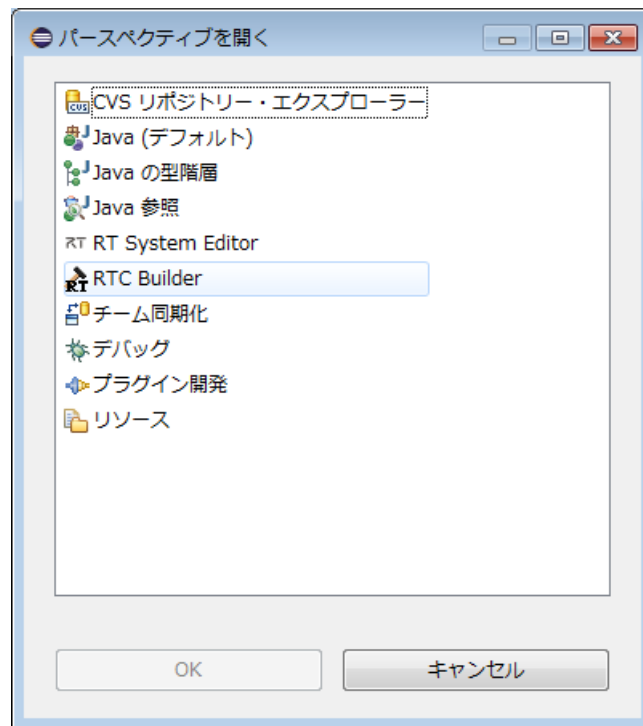 パースペクティブを開く
CVS リポジトリー・エクスプローラー
Java (デフォルト)
Java の型階層
Java 参照
RT RT System Editor
RT RTC Builder
チーム同期化
デバッグ
プラグイン開発
リソース
OK キャンセル